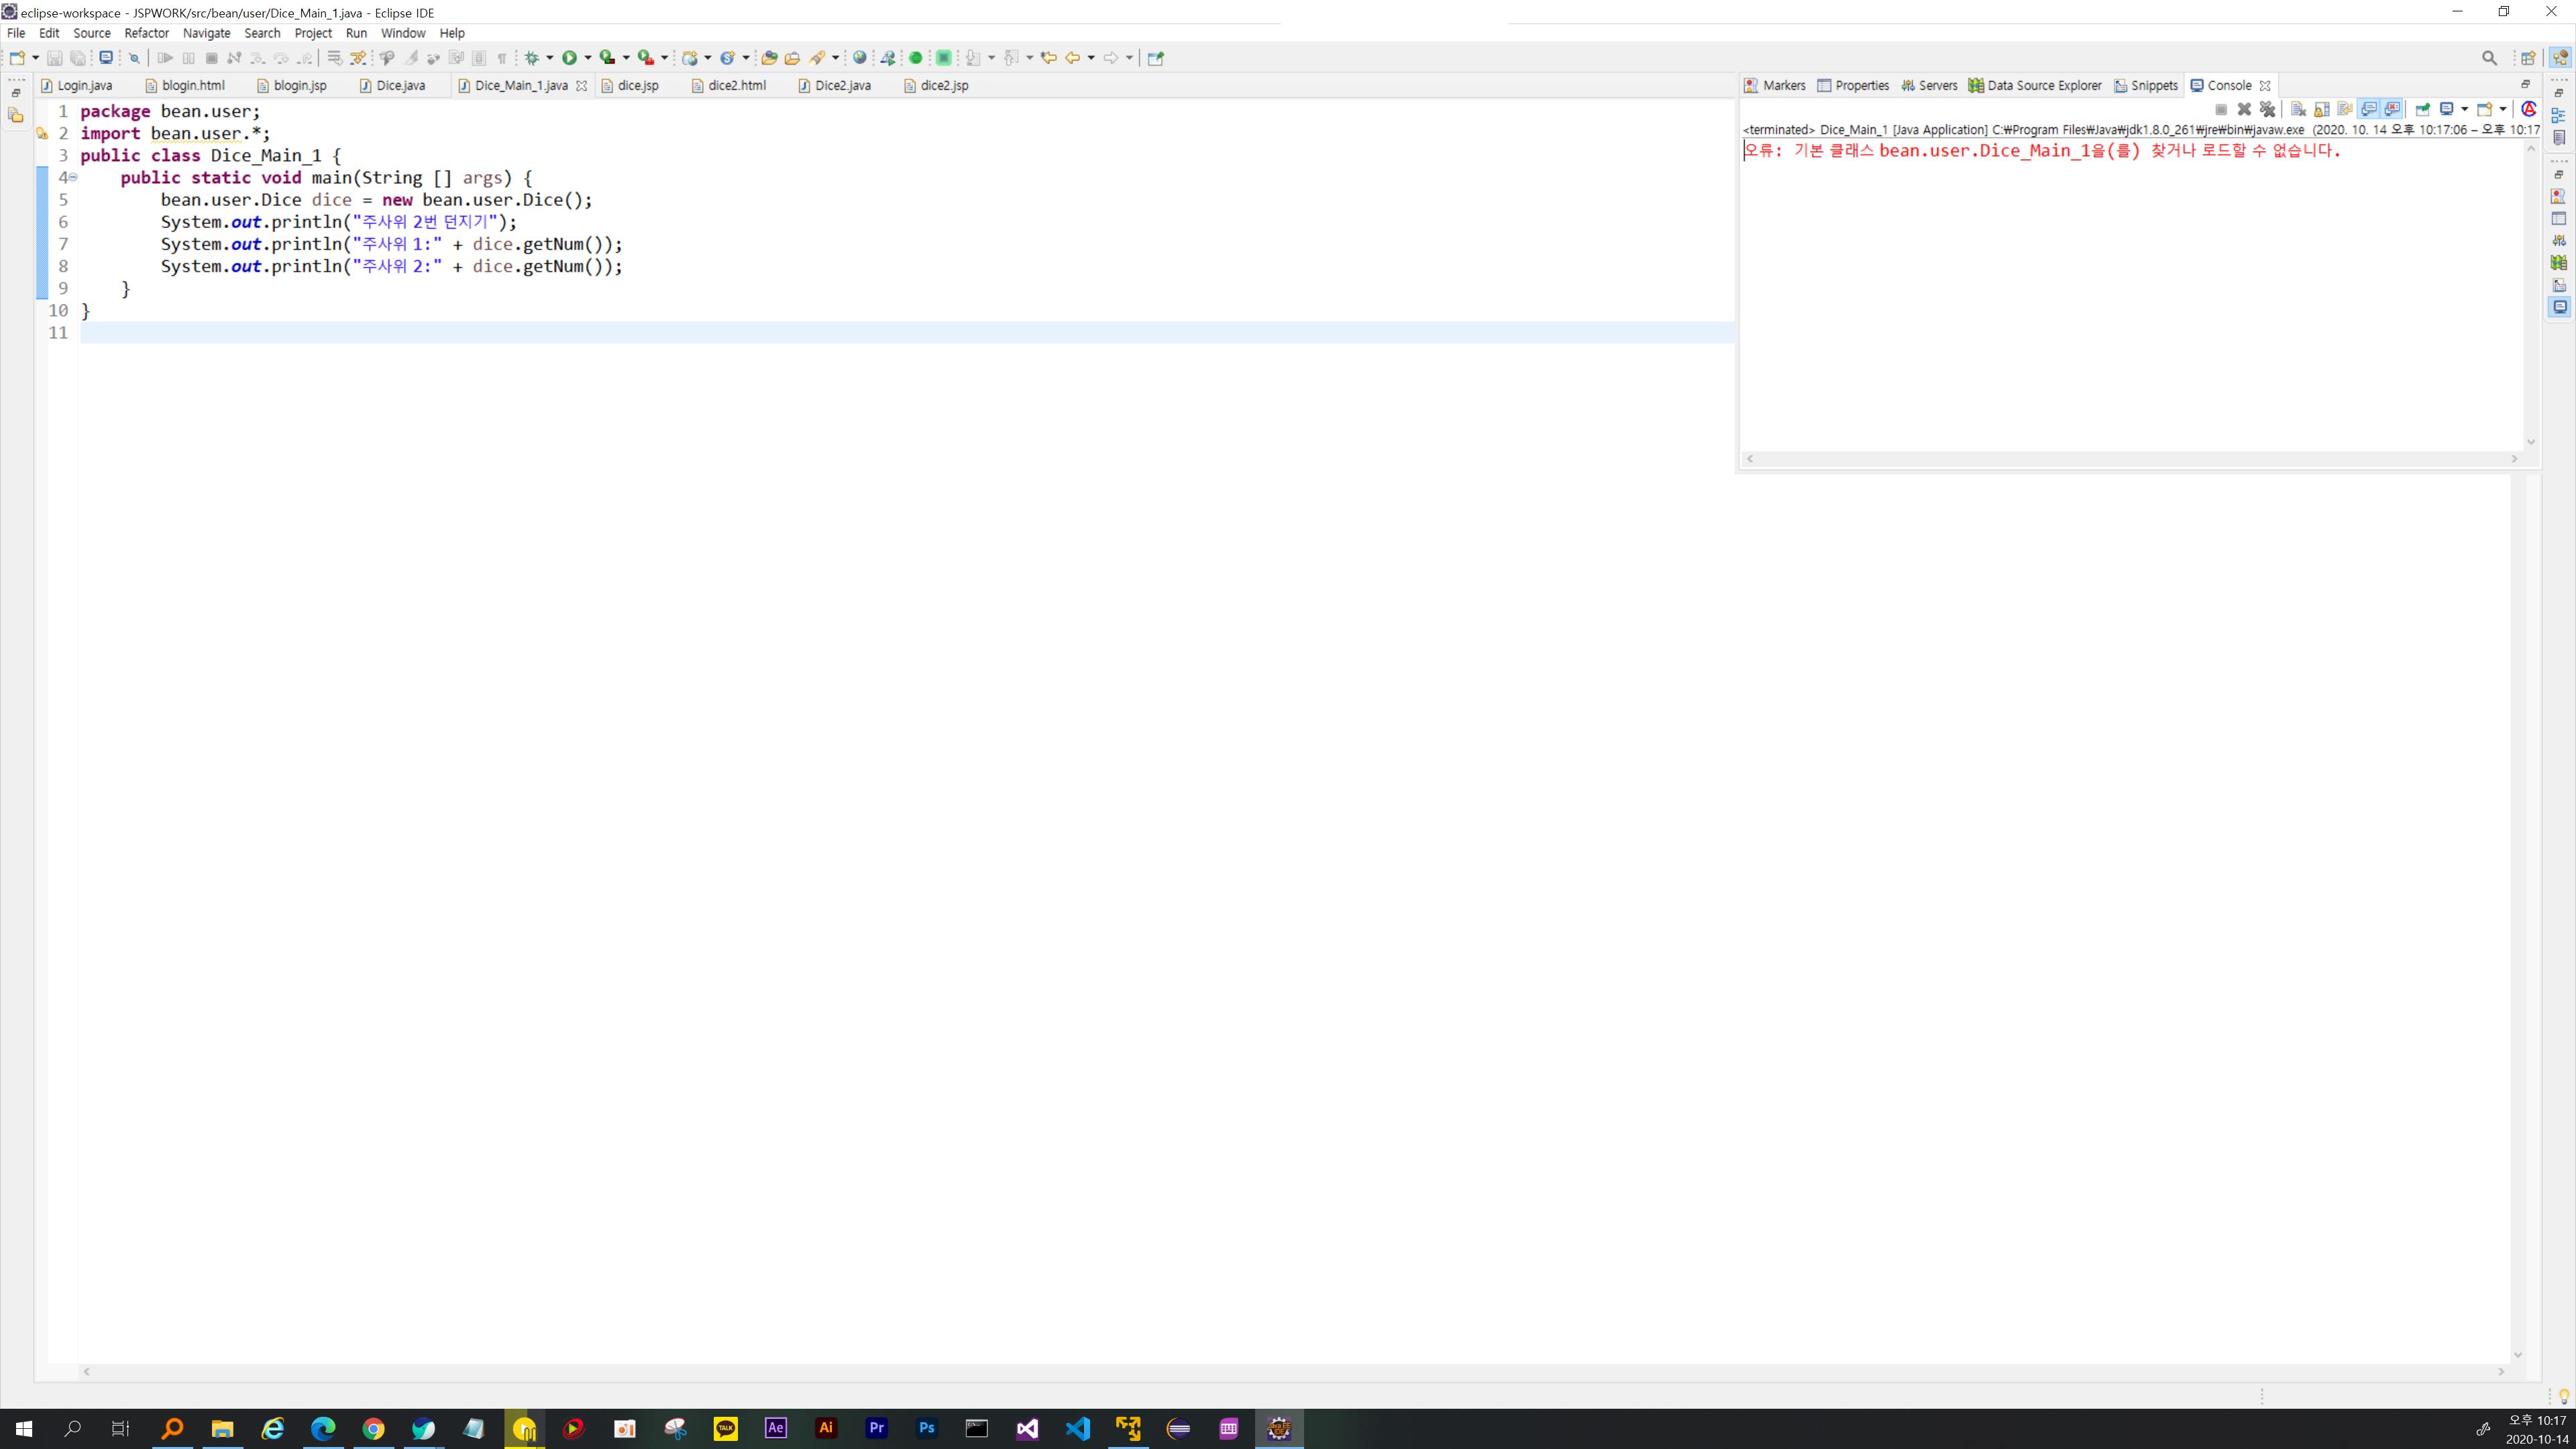 eclipse-workspace - JSPWORK/src/bean/user/Dice_Main_1.java - Eclipse IDE
File Edit Source Refactor Navigate Search Project Run Window Help
Login.java blogin.html blogin.jsp Dice.java Dice_Main_1.java dice.jsp dice2.html Dice2.java dice2.jsp
1 package bean.user;
2 import bean.user.*;
3 public class Dice_Main_1 {
4 public static void main(String [] args) {
5 bean.user.Dice dice = new bean.user.Dice();
6 System.out.println("주사위 2번 던지기");
7 System.out.println("주사위 1:" + dice.getNum());
8 System.out.println("주사위 2:" + dice.getNum());
9 }
10 }
11
Markers Properties Servers Data Source Explorer Snippets Console
<terminated> Dice_Main_1 [Java Application] C:₩Program Files₩Java₩jdk1.8.0_261₩jre₩bin₩javaw.exe (2020. 10. 14 오후 10:17:06 – 오후 10:17
오류: 기본 클래스 bean.user.Dice_Main_1을(를) 찾거나 로드할 수 없습니다.
TALK Ae Ai Pr Ps
Java EE
IDE
오후 10:17
2020-10-14